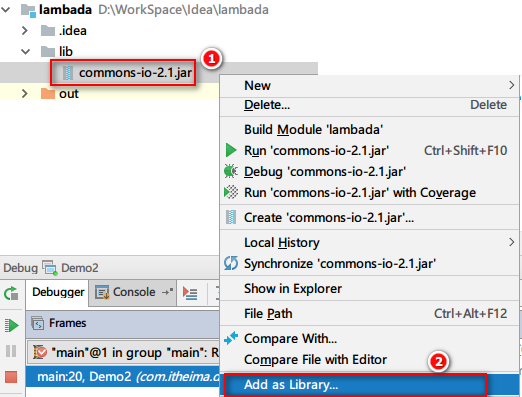 lambada D:\WorkSpace\Idea\lambada
.idea
lib
1
commons-io-2.1.jar
out
New
Delete... Delete
Build Module 'lambada'
Run 'commons-io-2.1.jar' Ctrl+Shift+F10
Debug 'commons-io-2.1.jar'
Run 'commons-io-2.1.jar' with Coverage
Create 'commons-io-2.1.jar'...
Local History
Synchronize 'commons-io-2.1.jar'
Show in Explorer
File Path Ctrl+Alt+F12
Compare With...
Compare File with Editor
2
Add as Library...
Debug Demo2
Debugger Console
Frames
"main"@1 in group "main": R
main:20, Demo2 (com.itheima.d